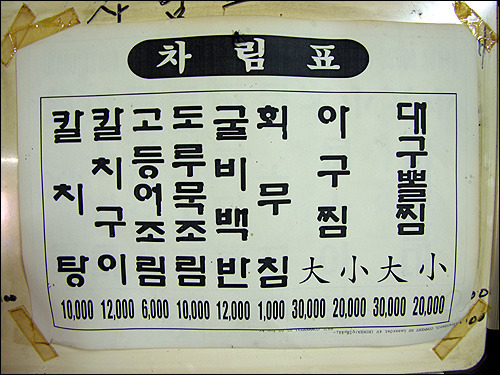 차림표
칼치탕
칼치구이
고등어조림
도루묵조림
굴비백반
회무침
아구찜
大 小
대구뽈찜
大 小
10,000 12,000 6,000 10,000 12,000 1,000 30,000 20,000 30,000 20,000